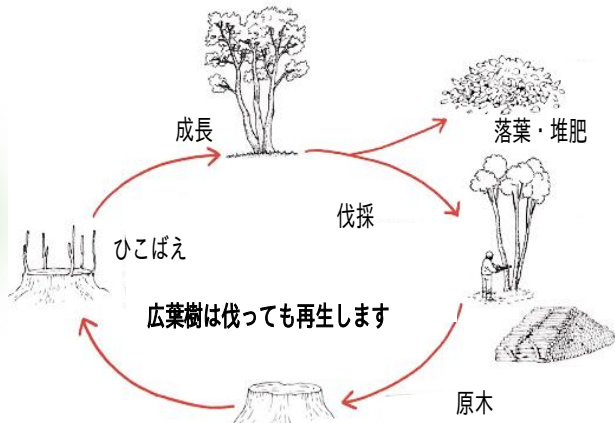 成長
落葉・堆肥
伐採
ひこばえ
広葉樹は伐っても再生します
原木